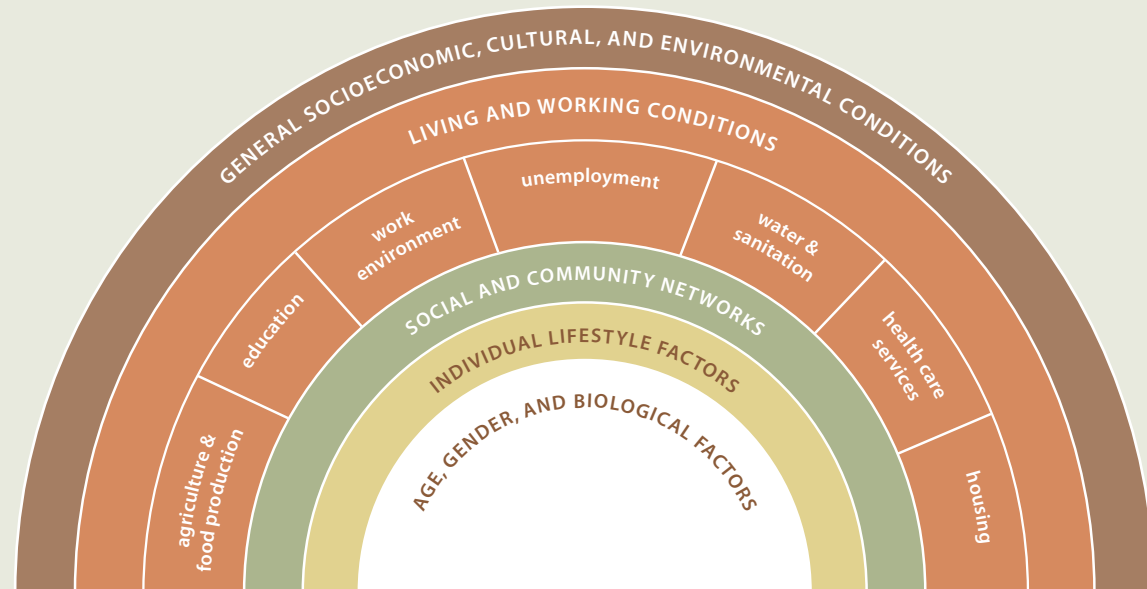 GENERAL SOCIOECONOMIC, CULTURAL, AND ENVIRONMENTAL CONDITIONS
LIVING AND WORKING CONDITIONS
agriculture &
food production
education
work
environment
unemployment
water &
sanitation
health care
services
housing
SOCIAL AND COMMUNITY NETWORKS
INDIVIDUAL LIFESTYLE FACTORS
AGE, GENDER, AND BIOLOGICAL FACTORS